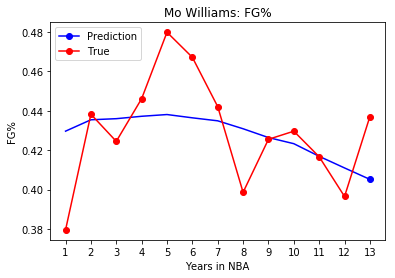 Mo Williams: FG%
Prediction
True
FG%
0.48
0.46
0.44
0.42
0.40
0.38
1 2 3 4 5 6 7 8 9 10 11 12 13
Years in NBA